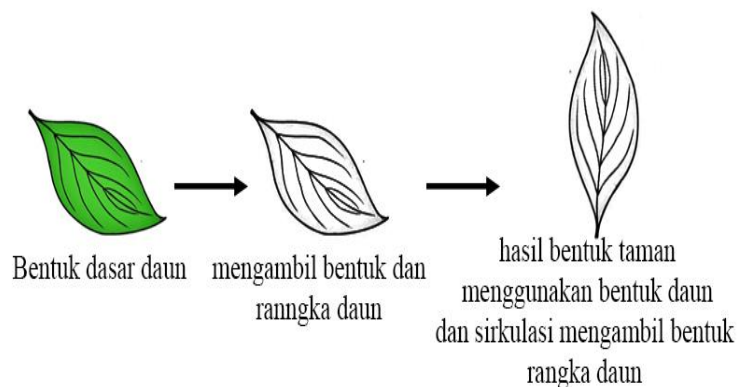 Bentuk dasar daun
mengambil bentuk dan
ranngka daun
hasil bentuk taman
menggunakan bentuk daun
dan sirkulasi mengambil bentuk
rangka daun